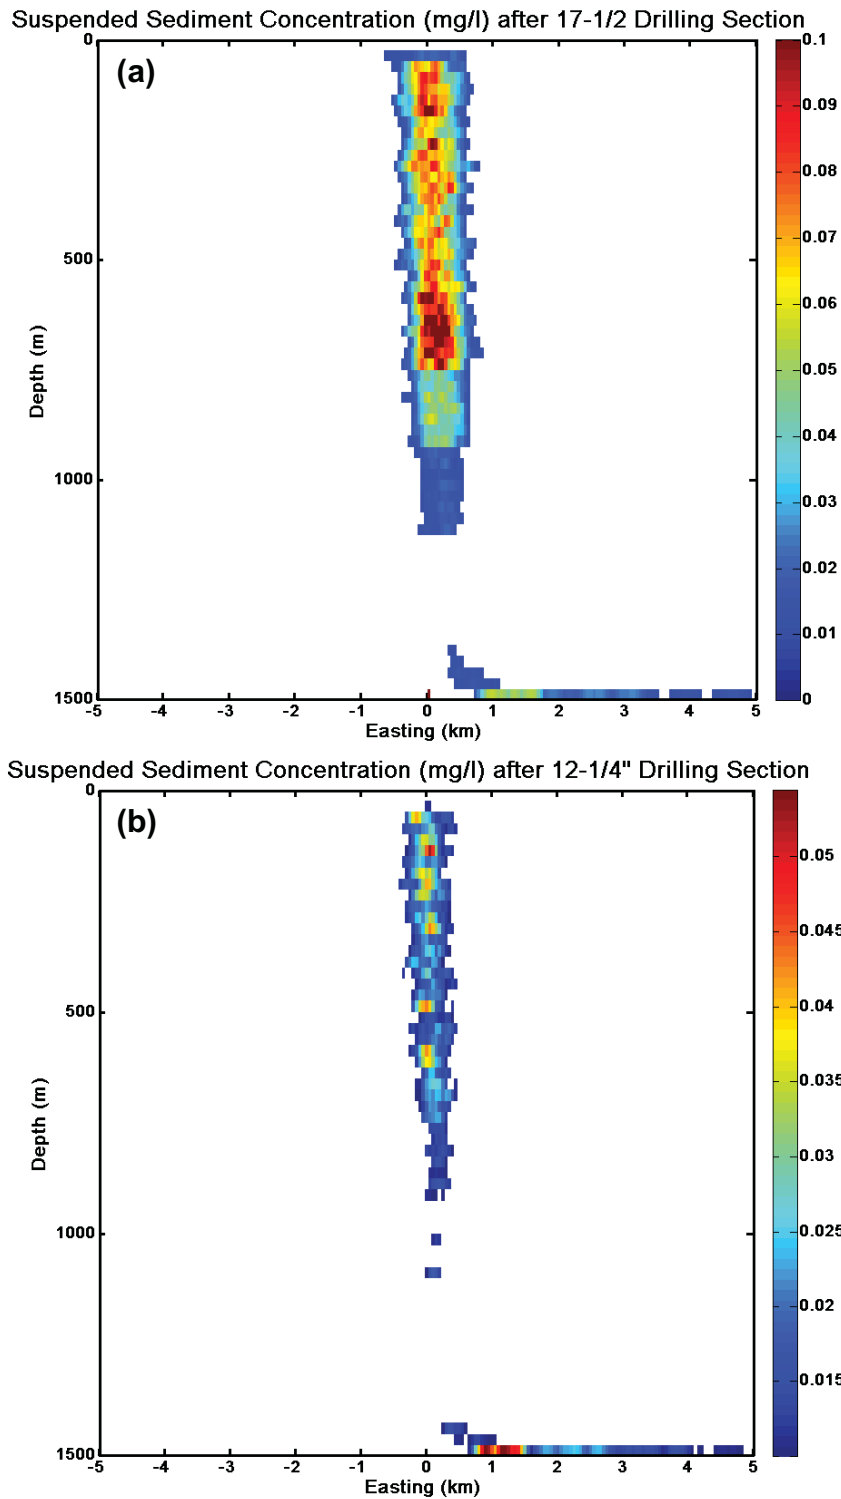 Suspended Sediment Concentration (mg/l) after 17-1/2 Drilling Section
(a)
0
500
1000
1500
Depth (m)
-5 -4 -3 -2 -1 0 1 2 3 4 5
Easting (km)
0.1
0.09
0.08
0.07
0.06
0.05
0.04
0.03
0.02
0.01
0
Suspended Sediment Concentration (mg/l) after 12-1/4" Drilling Section
(b)
0
500
1000
1500
Depth (m)
-5 -4 -3 -2 -1 0 1 2 3 4 5
Easting (km)
0.05
0.045
0.04
0.035
0.03
0.025
0.02
0.015